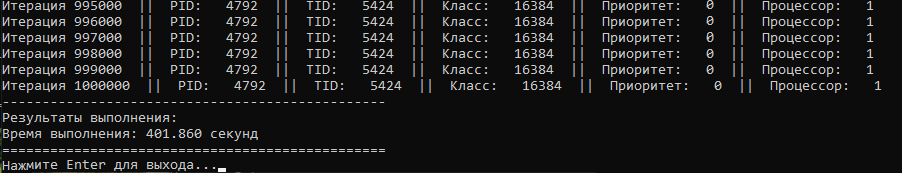 Итерация 995000 || PID: 4792 || TID: 5424 || Класс: 16384 || Приоритет: 0 || Процессор: 1
Итерация 996000 || PID: 4792 || TID: 5424 || Класс: 16384 || Приоритет: 0 || Процессор: 1
Итерация 997000 || PID: 4792 || TID: 5424 || Класс: 16384 || Приоритет: 0 || Процессор: 1
Итерация 998000 || PID: 4792 || TID: 5424 || Класс: 16384 || Приоритет: 0 || Процессор: 1
Итерация 999000 || PID: 4792 || TID: 5424 || Класс: 16384 || Приоритет: 0 || Процессор: 1
Итерация 1000000 || PID: 4792 || TID: 5424 || Класс: 16384 || Приоритет: 0 || Процессор: 1
------------------------------------------------
Результаты выполнения:
Время выполнения: 401.860 секунд
================================================
Нажмите Enter для выхода...